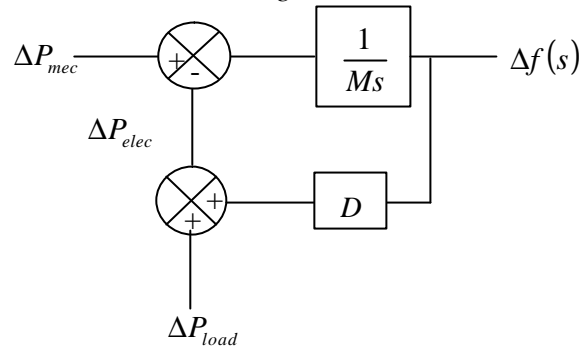 ΔP_mec
+
-
1
Ms
Δf(s)
ΔP_elec
+
+
D
ΔP_load